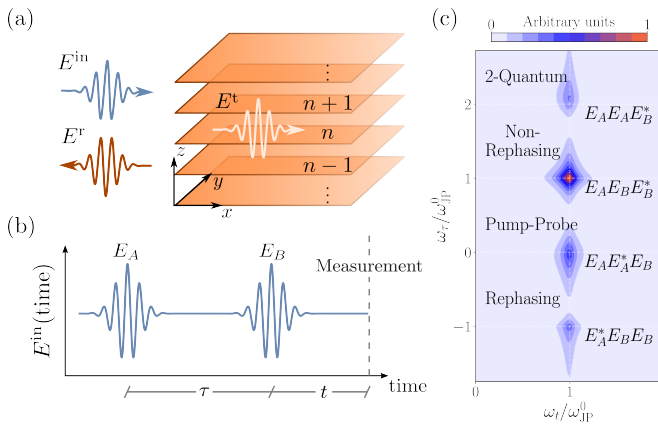 (a)
E^in
E^r
E^t
⋮
n + 1
n
n − 1
⋮
z
y
x
(b)
E^in(time)
E_A
E_B
Measurement
time
τ
t
(c)
0
1
Arbitrary units
2-Quantum
E_A E_A E_B^*
Non-
Rephasing
E_A E_B E_B^*
Pump-Probe
E_A E_A^* E_B
Rephasing
E_A^* E_B E_B
2
1
0
−1
ω_τ/ω_JP^0
0
1
ω_t/ω_JP^0